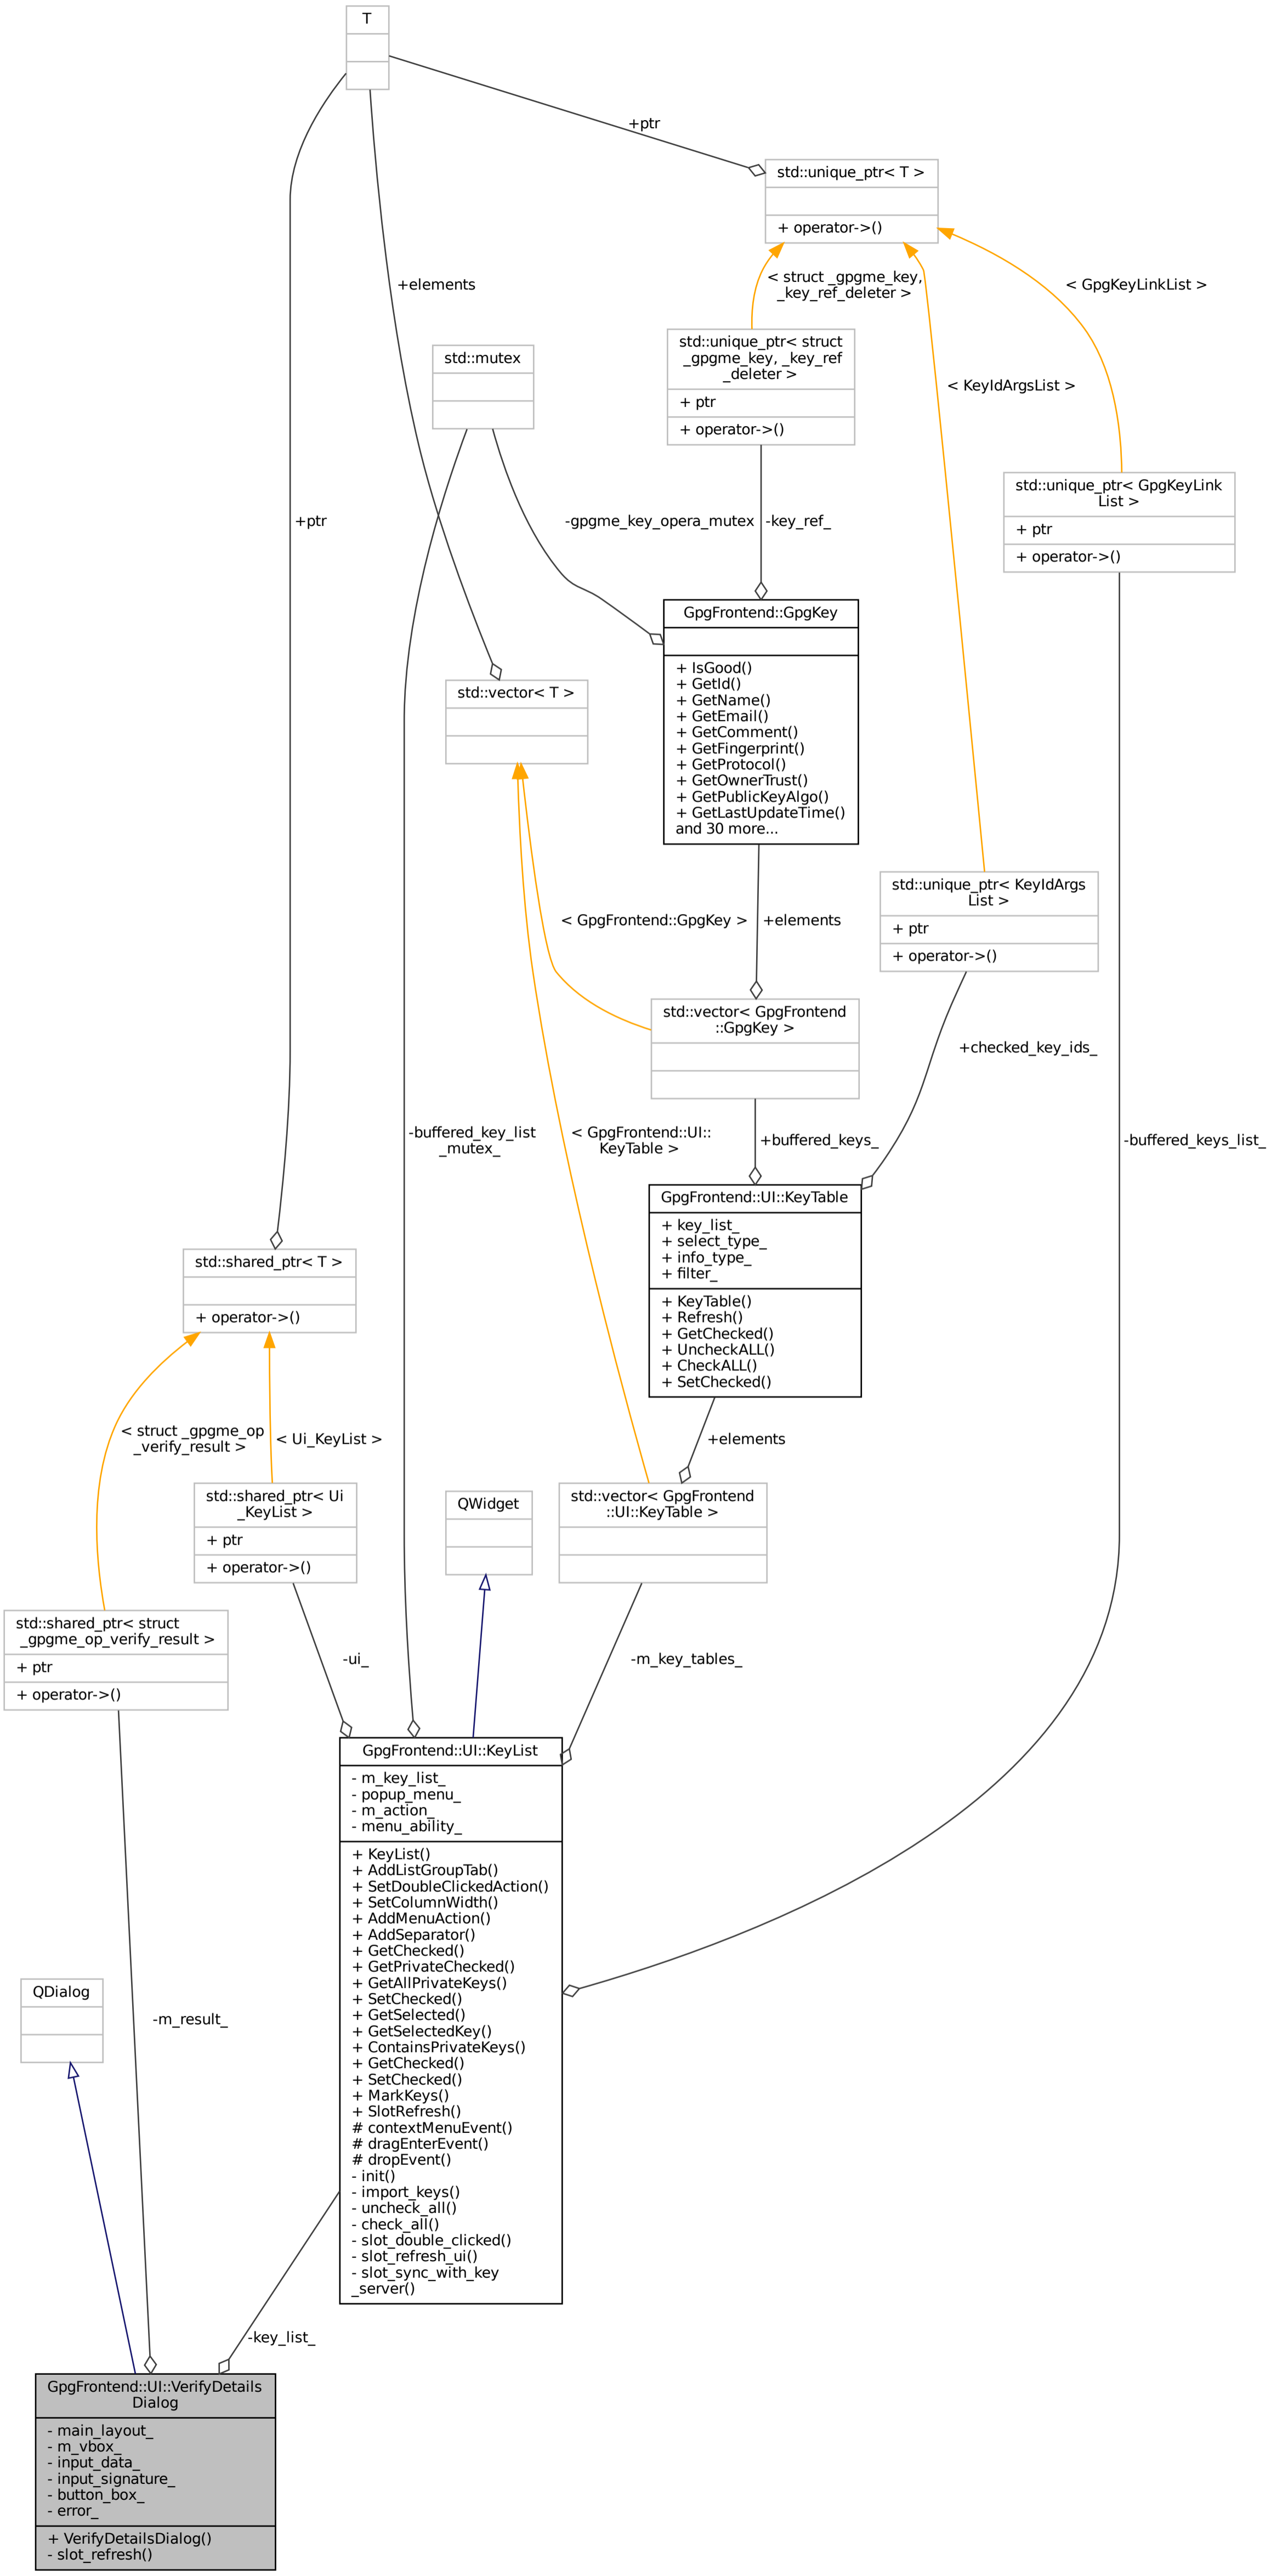 T
+ptr
std::unique_ptr< T >
+ operator->()
+elements
< struct _gpgme_key,
_key_ref_deleter >
< GpgKeyLinkList >
std::mutex
std::unique_ptr< struct
_gpgme_key, _key_ref
_deleter >
+ ptr
+ operator->()
< KeyIdArgsList >
std::unique_ptr< GpgKeyLink
List >
+ ptr
+ operator->()
+ptr
-gpgme_key_opera_mutex
-key_ref_
GpgFrontend::GpgKey
+ IsGood()
+ GetId()
+ GetName()
+ GetEmail()
+ GetComment()
+ GetFingerprint()
+ GetProtocol()
+ GetOwnerTrust()
+ GetPublicKeyAlgo()
+ GetLastUpdateTime()
and 30 more...
std::vector< T >
std::unique_ptr< KeyIdArgs
List >
+ ptr
+ operator->()
< GpgFrontend::GpgKey >
+elements
std::vector< GpgFrontend
::GpgKey >
+checked_key_ids_
-buffered_key_list
_mutex_
< GpgFrontend::UI::
KeyTable >
+buffered_keys_
-buffered_keys_list_
GpgFrontend::UI::KeyTable
+ key_list_
+ select_type_
+ info_type_
+ filter_
+ KeyTable()
+ Refresh()
+ GetChecked()
+ UncheckALL()
+ CheckALL()
+ SetChecked()
std::shared_ptr< T >
+ operator->()
< struct _gpgme_op
_verify_result >
< Ui_KeyList >
+elements
std::shared_ptr< Ui
_KeyList >
+ ptr
+ operator->()
QWidget
std::vector< GpgFrontend
::UI::KeyTable >
std::shared_ptr< struct
_gpgme_op_verify_result >
+ ptr
+ operator->()
-ui_
-m_key_tables_
GpgFrontend::UI::KeyList
- m_key_list_
- popup_menu_
- m_action_
- menu_ability_
+ KeyList()
+ AddListGroupTab()
+ SetDoubleClickedAction()
+ SetColumnWidth()
+ AddMenuAction()
+ AddSeparator()
+ GetChecked()
+ GetPrivateChecked()
+ GetAllPrivateKeys()
+ SetChecked()
+ GetSelected()
+ GetSelectedKey()
+ ContainsPrivateKeys()
+ GetChecked()
+ SetChecked()
+ MarkKeys()
+ SlotRefresh()
# contextMenuEvent()
# dragEnterEvent()
# dropEvent()
- init()
- import_keys()
- uncheck_all()
- check_all()
- slot_double_clicked()
- slot_refresh_ui()
- slot_sync_with_key
_server()
QDialog
-m_result_
-key_list_
GpgFrontend::UI::VerifyDetails
Dialog
- main_layout_
- m_vbox_
- input_data_
- input_signature_
- button_box_
- error_
+ VerifyDetailsDialog()
- slot_refresh()